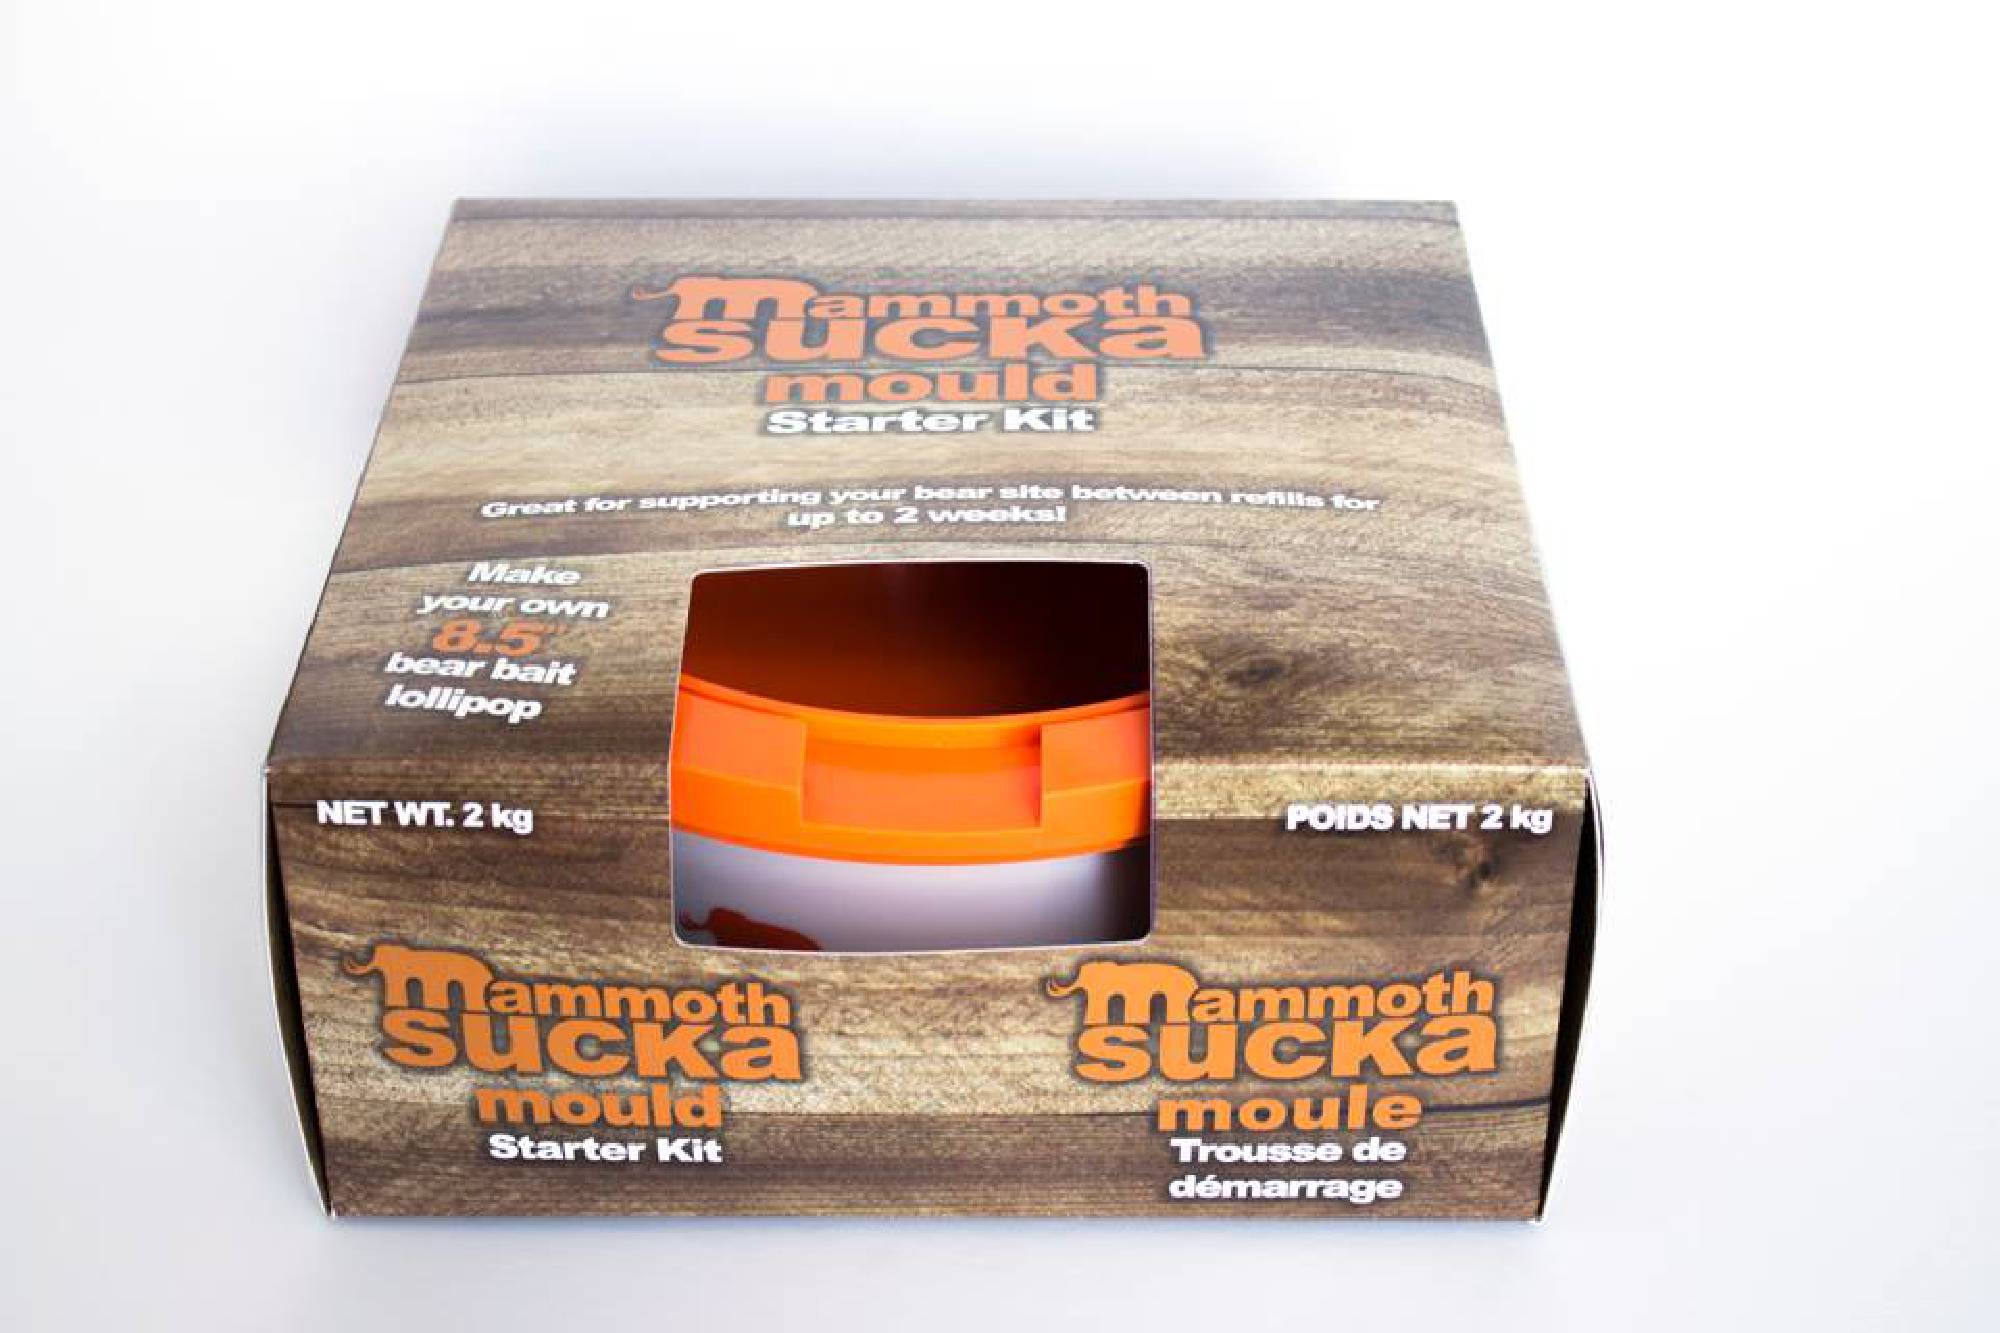 Mammoth
SUCKa
mould
Starter Kit
Great for supporting your bear site between refills for
up to 2 weeks!
Make
your own
8.5"
bear bait
lollipop
NET WT. 2 kg
POIDS NET 2 kg
Mammoth
SUCKa
mould
Starter Kit
Mammoth
SUCKa
moule
Trousse de
démarrage